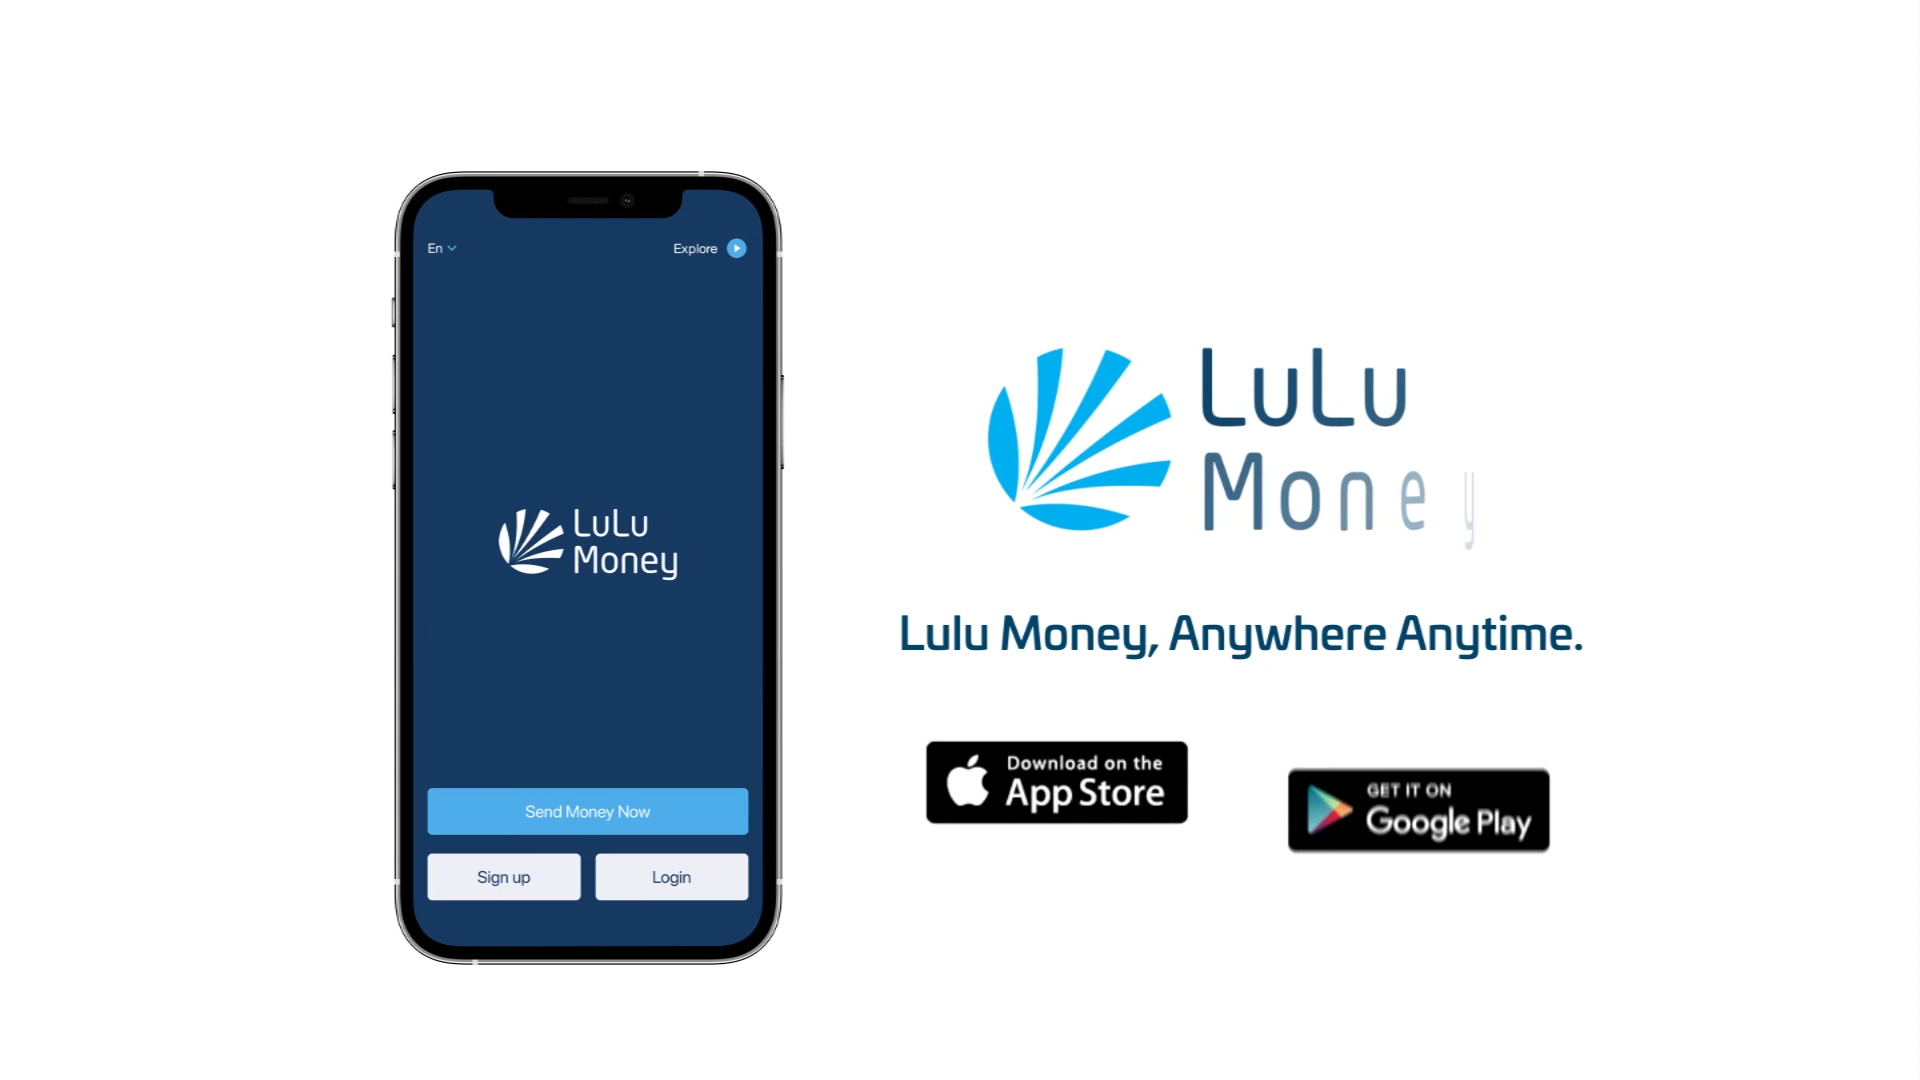 En
Explore
LuLu
Money
Send Money Now
Sign up
Login
LuLu
Money
Lulu Money, Anywhere Anytime.
Download on the
App Store
GET IT ON
Google Play